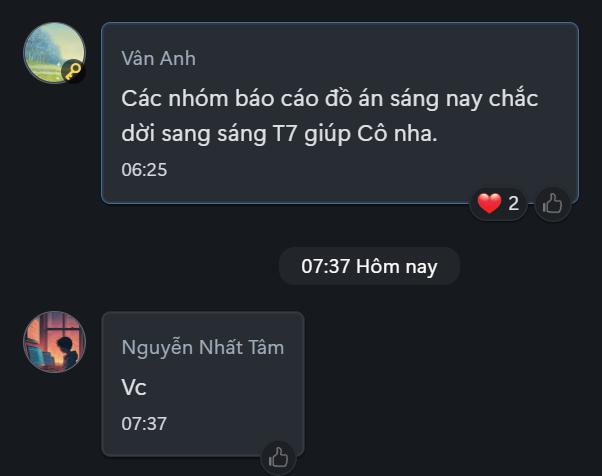 Vân Anh
Các nhóm báo cáo đồ án sáng nay chắc
dời sang sáng T7 giúp Cô nha.
06:25
2
07:37 Hôm nay
Nguyễn Nhất Tâm
Vc
07:37